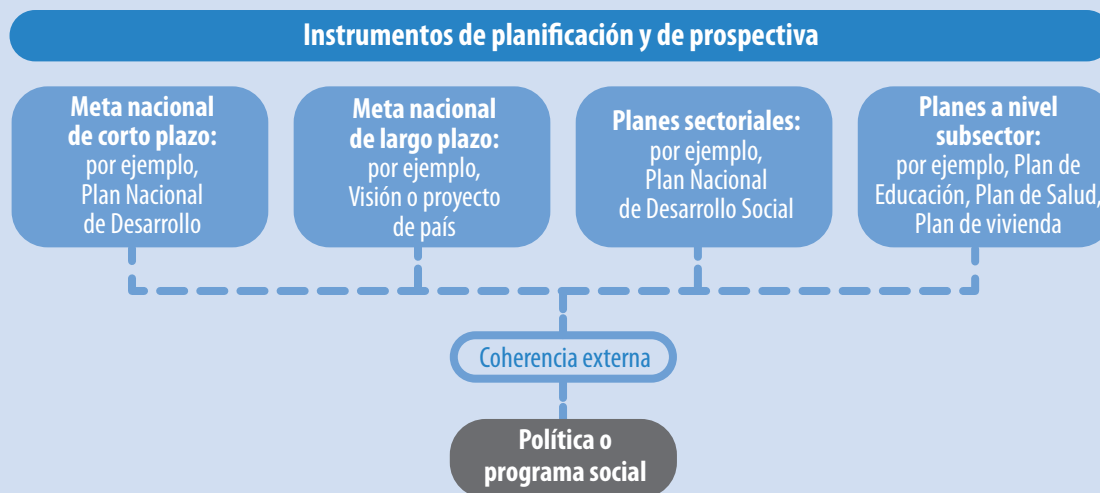 Instrumentos de planificación y de prospectiva
Meta nacional
de corto plazo:
por ejemplo,
Plan Nacional
de Desarrollo
Meta nacional
de largo plazo:
por ejemplo,
Visión o proyecto
de país
Planes sectoriales:
por ejemplo,
Plan Nacional
de Desarrollo Social
Planes a nivel
subsector:
por ejemplo, Plan de
Educación, Plan de Salud,
Plan de vivienda
Coherencia externa
Política o
programa social